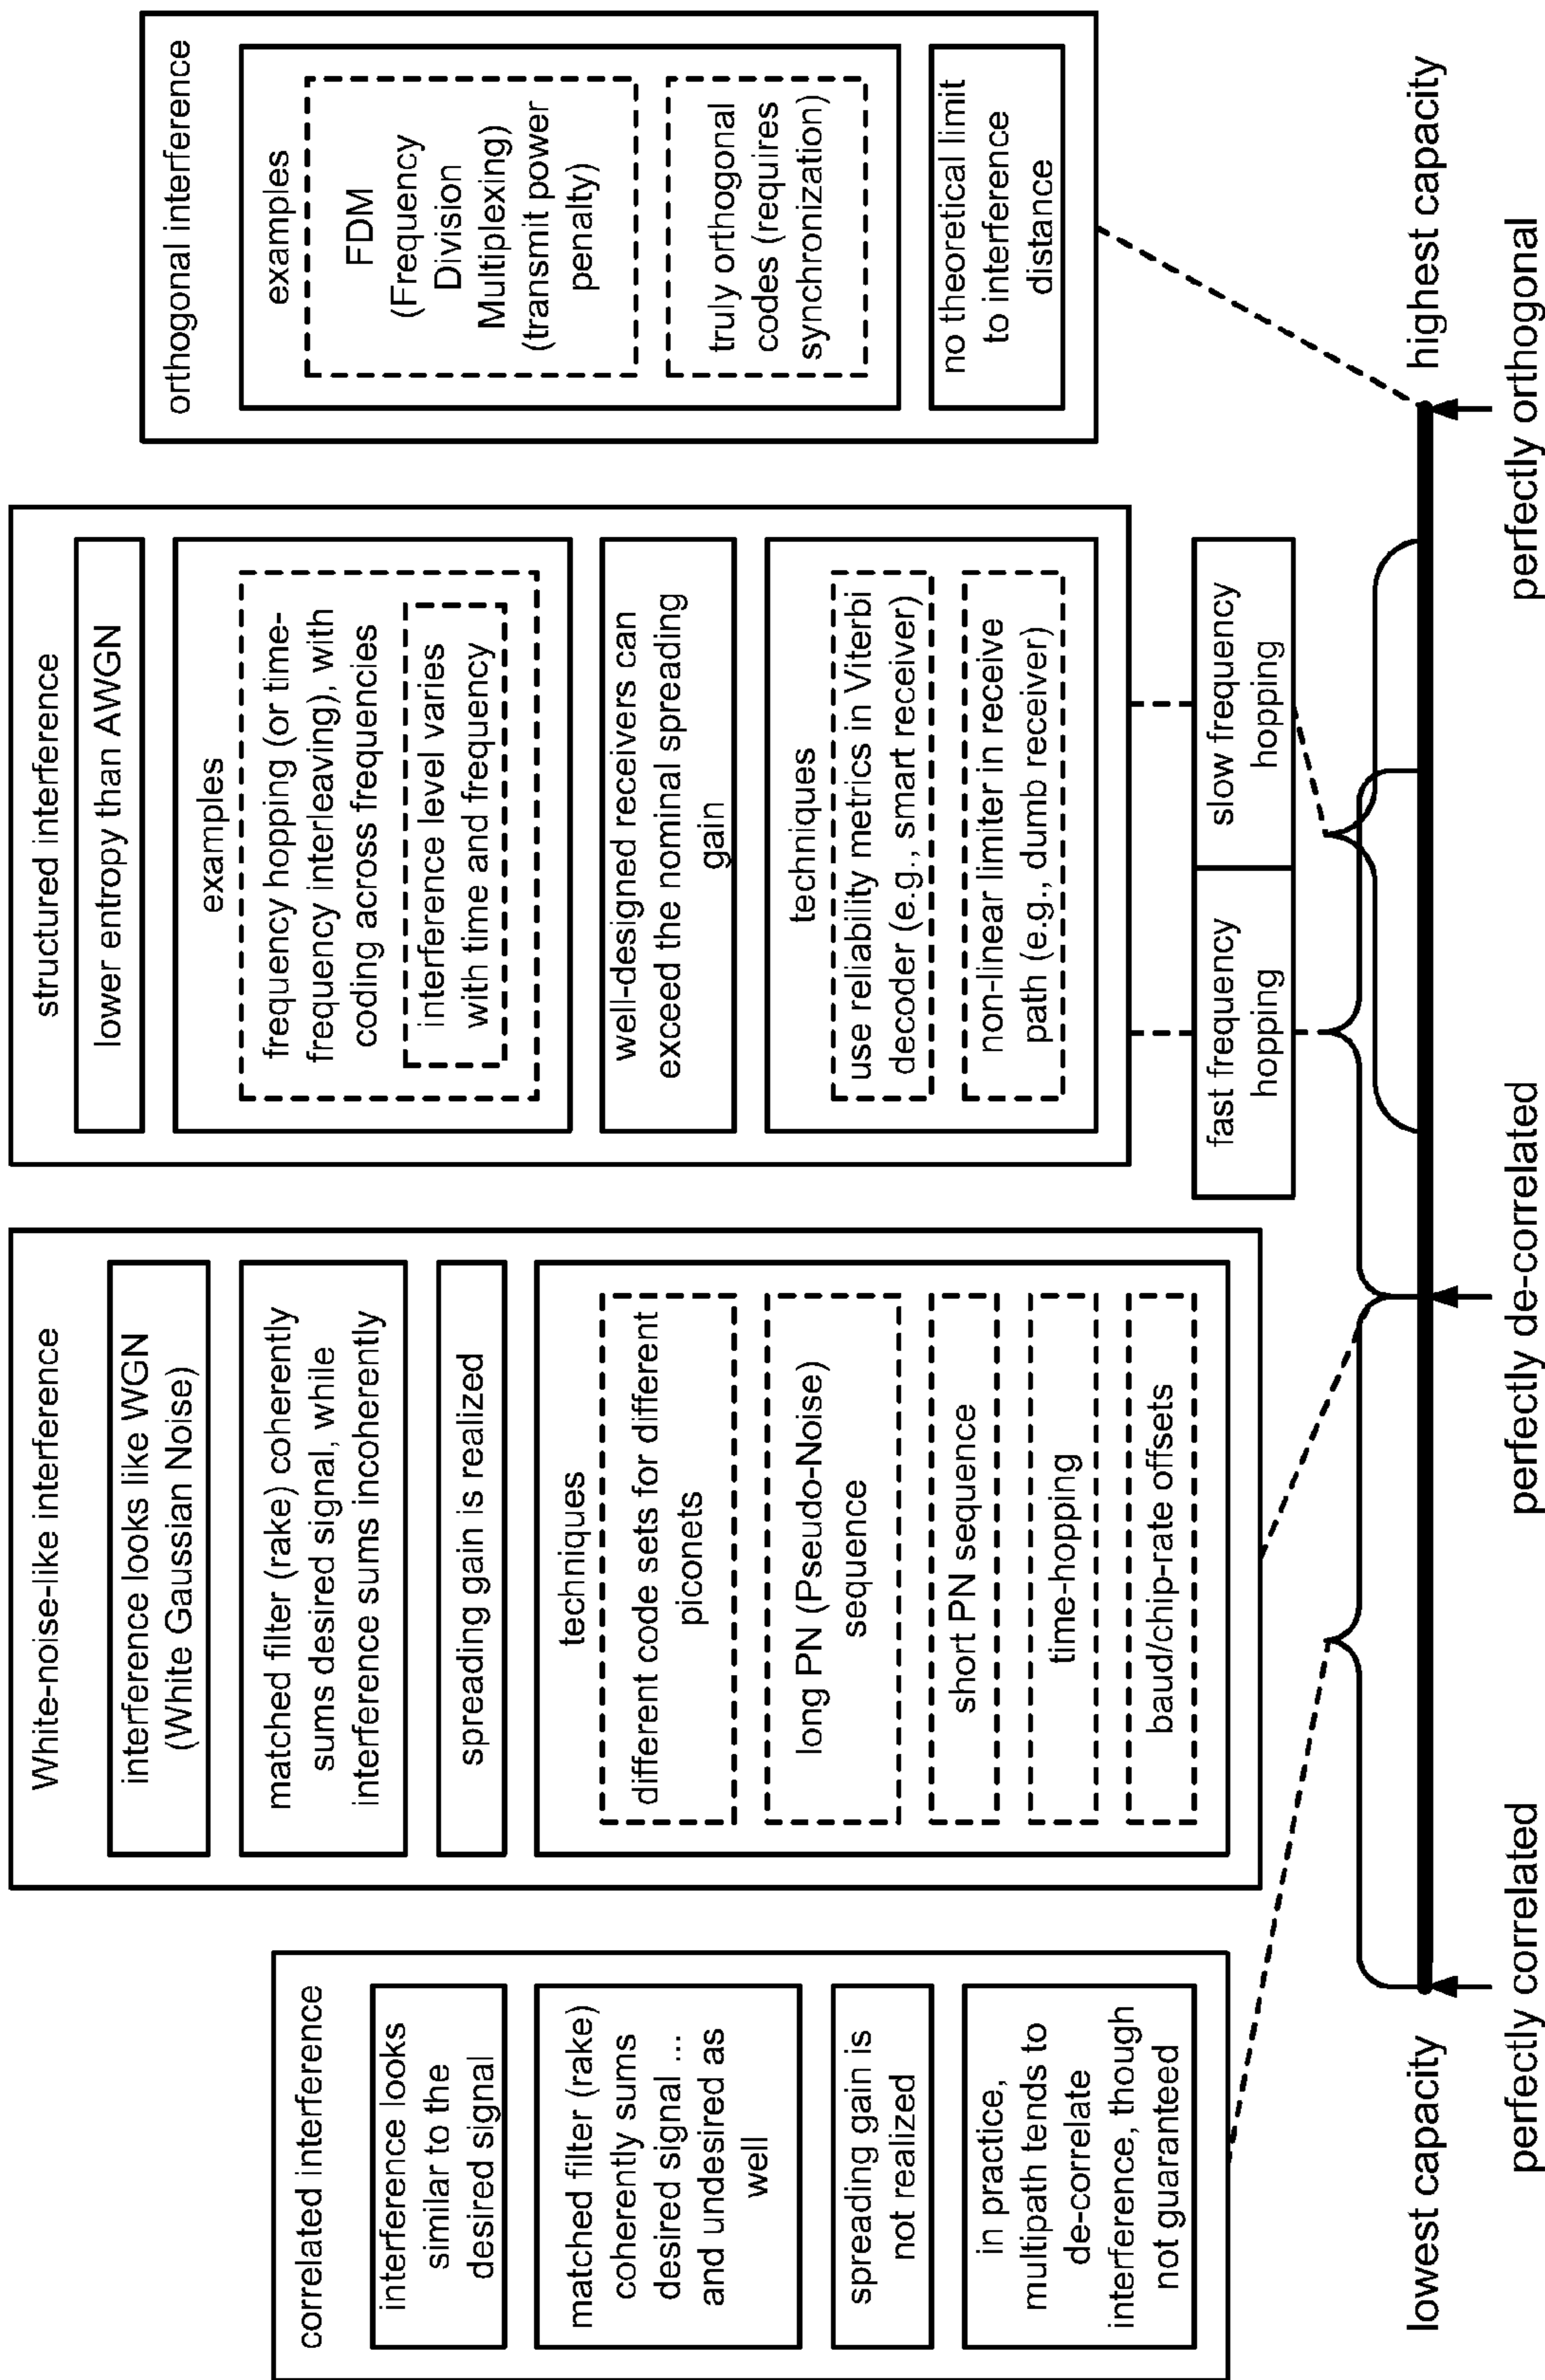 correlated interference
interference looks
similar to the
desired signal
matched filter (rake)
coherently sums
desired signal ...
and undesired as
well
spreading gain is
not realized
in practice,
multipath tends to
de-correlate
interference, though
not guaranteed
White-noise-like interference
interference looks like WGN
(White Gaussian Noise)
matched filter (rake) coherently
sums desired signal, while
interference sums incoherently
spreading gain is realized
techniques
different code sets for different
piconets
long PN (Pseudo-Noise)
sequence
short PN sequence
time-hopping
baud/chip-rate offsets
structured interference
lower entropy than AWGN
examples
frequency hopping (or time-
frequency interleaving), with
coding across frequencies
interference level varies
with time and frequency
well-designed receivers can
exceed the nominal spreading
gain
techniques
use reliability metrics in Viterbi
decoder (e.g., smart receiver)
non-linear limiter in receive
path (e.g., dumb receiver)
fast frequency
hopping
slow frequency
hopping
orthogonal interference
examples
FDM
(Frequency
Division
Multiplexing)
(transmit power
penalty)
truly orthogonal
codes (requires
synchronization)
no theoretical limit
to interference
distance
lowest capacity
highest capacity
perfectly correlated
perfectly de-correlated
perfectly orthogonal